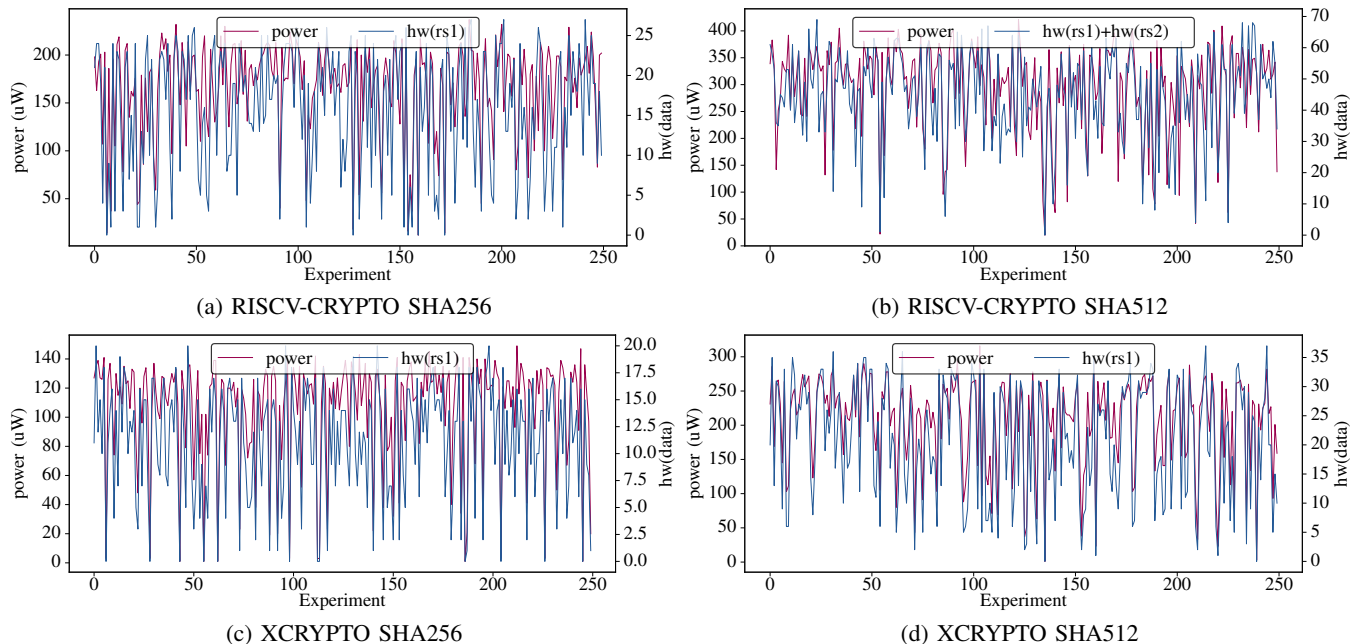 power hw(rs1)
power (uW)
200
150
100
50
hw(data)
25
20
15
10
5
0
0 50 100 150 200 250
Experiment
(a) RISCV-CRYPTO SHA256
power hw(rs1)+hw(rs2)
power (uW)
400
350
300
250
200
150
100
50
0
hw(data)
70
60
50
40
30
20
10
0
0 50 100 150 200 250
Experiment
(b) RISCV-CRYPTO SHA512
power hw(rs1)
power (uW)
140
120
100
80
60
40
20
0
hw(data)
20.0
17.5
15.0
12.5
10.0
7.5
5.0
2.5
0.0
0 50 100 150 200 250
Experiment
(c) XCRYPTO SHA256
power hw(rs1)
power (uW)
300
250
200
150
100
50
0
hw(data)
35
30
25
20
15
10
5
0
0 50 100 150 200 250
Experiment
(d) XCRYPTO SHA512